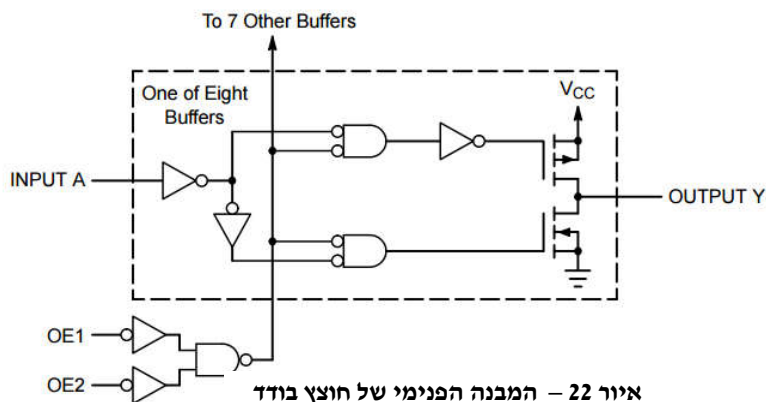 To 7 Other Buffers
One of Eight
Buffers
VCC
INPUT A
OUTPUT Y
OE1
OE2
איור 22 – המבנה הפנימי של חוצץ בודד